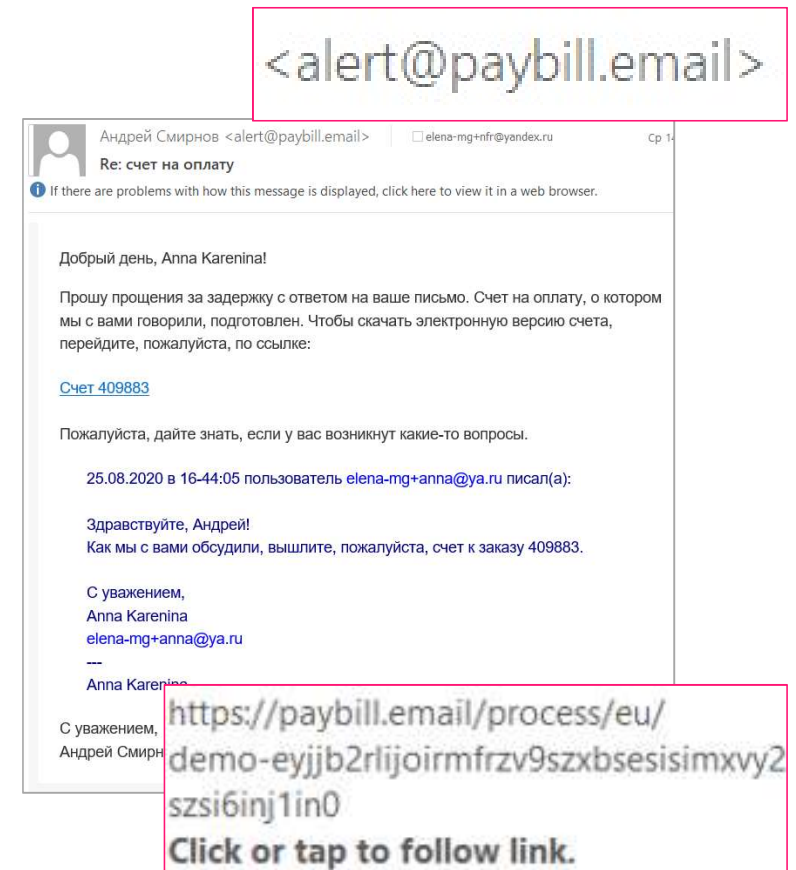 <alert@paybill.email>
Андрей Смирнов <alert@paybill.email> elena-mg+nfr@yandex.ru Ср 14
Re: счет на оплату
If there are problems with how this message is displayed, click here to view it in a web browser.
Добрый день, Anna Karenina!
Прошу прощения за задержку с ответом на ваше письмо. Счет на оплату, о котором
мы с вами говорили, подготовлен. Чтобы скачать электронную версию счета,
перейдите, пожалуйста, по ссылке:
Счет 409883
Пожалуйста, дайте знать, если у вас возникнут какие-то вопросы.
25.08.2020 в 16-44:05 пользователь elena-mg+anna@ya.ru писал(а):
Здравствуйте, Андрей!
Как мы с вами обсудили, вышлите, пожалуйста, счет к заказу 409883.
С уважением,
Anna Karenina
elena-mg+anna@ya.ru
---
Anna Karenina
С уважением,
Андрей Смирн
https://paybill.email/process/eu/
demo-eyjjb2rlijoirmfrzv9szxbsesisimxvy2
szsi6inj1in0
Click or tap to follow link.